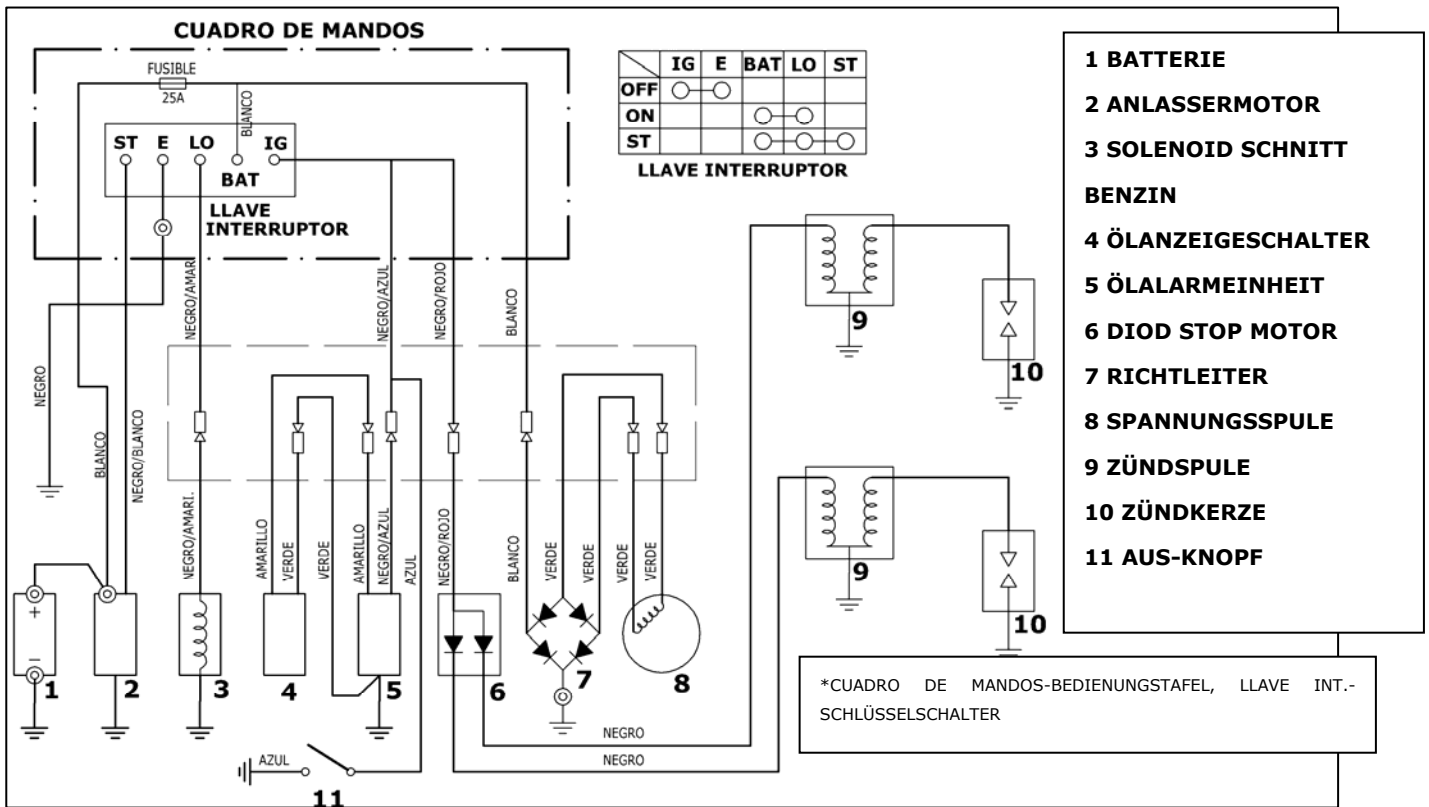 CUADRO DE MANDOS
FUSIBLE
25A
BLANCO
ST E LO IG
BAT
LLAVE
INTERRUPTOR
IG E BAT LO ST
OFF
ON
ST
LLAVE INTERRUPTOR
NEGRO/AMAR
NEGRO/AZUL
NEGRO/ROJO
BLANCO
NEGRO
BLANCO
NEGRO/BLANCO
NEGRO/AMARI.
AMARILLO
VERDE
VERDE
AMARILLO
NEGRO/AZUL
AZUL
NEGRO/ROJO
BLANCO
VERDE
VERDE
VERDE
VERDE
+
−
1
2
3
4
5
6
7
8
9
10
9
10
NEGRO
NEGRO
AZUL
11
1 BATTERIE
2 ANLASSERMOTOR
3 SOLENOID SCHNITT
BENZIN
4 ÖLANZEIGESCHALTER
5 ÖLALARMEINHEIT
6 DIOD STOP MOTOR
7 RICHTLEITER
8 SPANNUNGSSPULE
9 ZÜNDSPULE
10 ZÜNDKERZE
11 AUS-KNOPF
*CUADRO DE MANDOS-BEDIENUNGSTAFEL, LLAVE INT.-
SCHLÜSSELSCHALTER